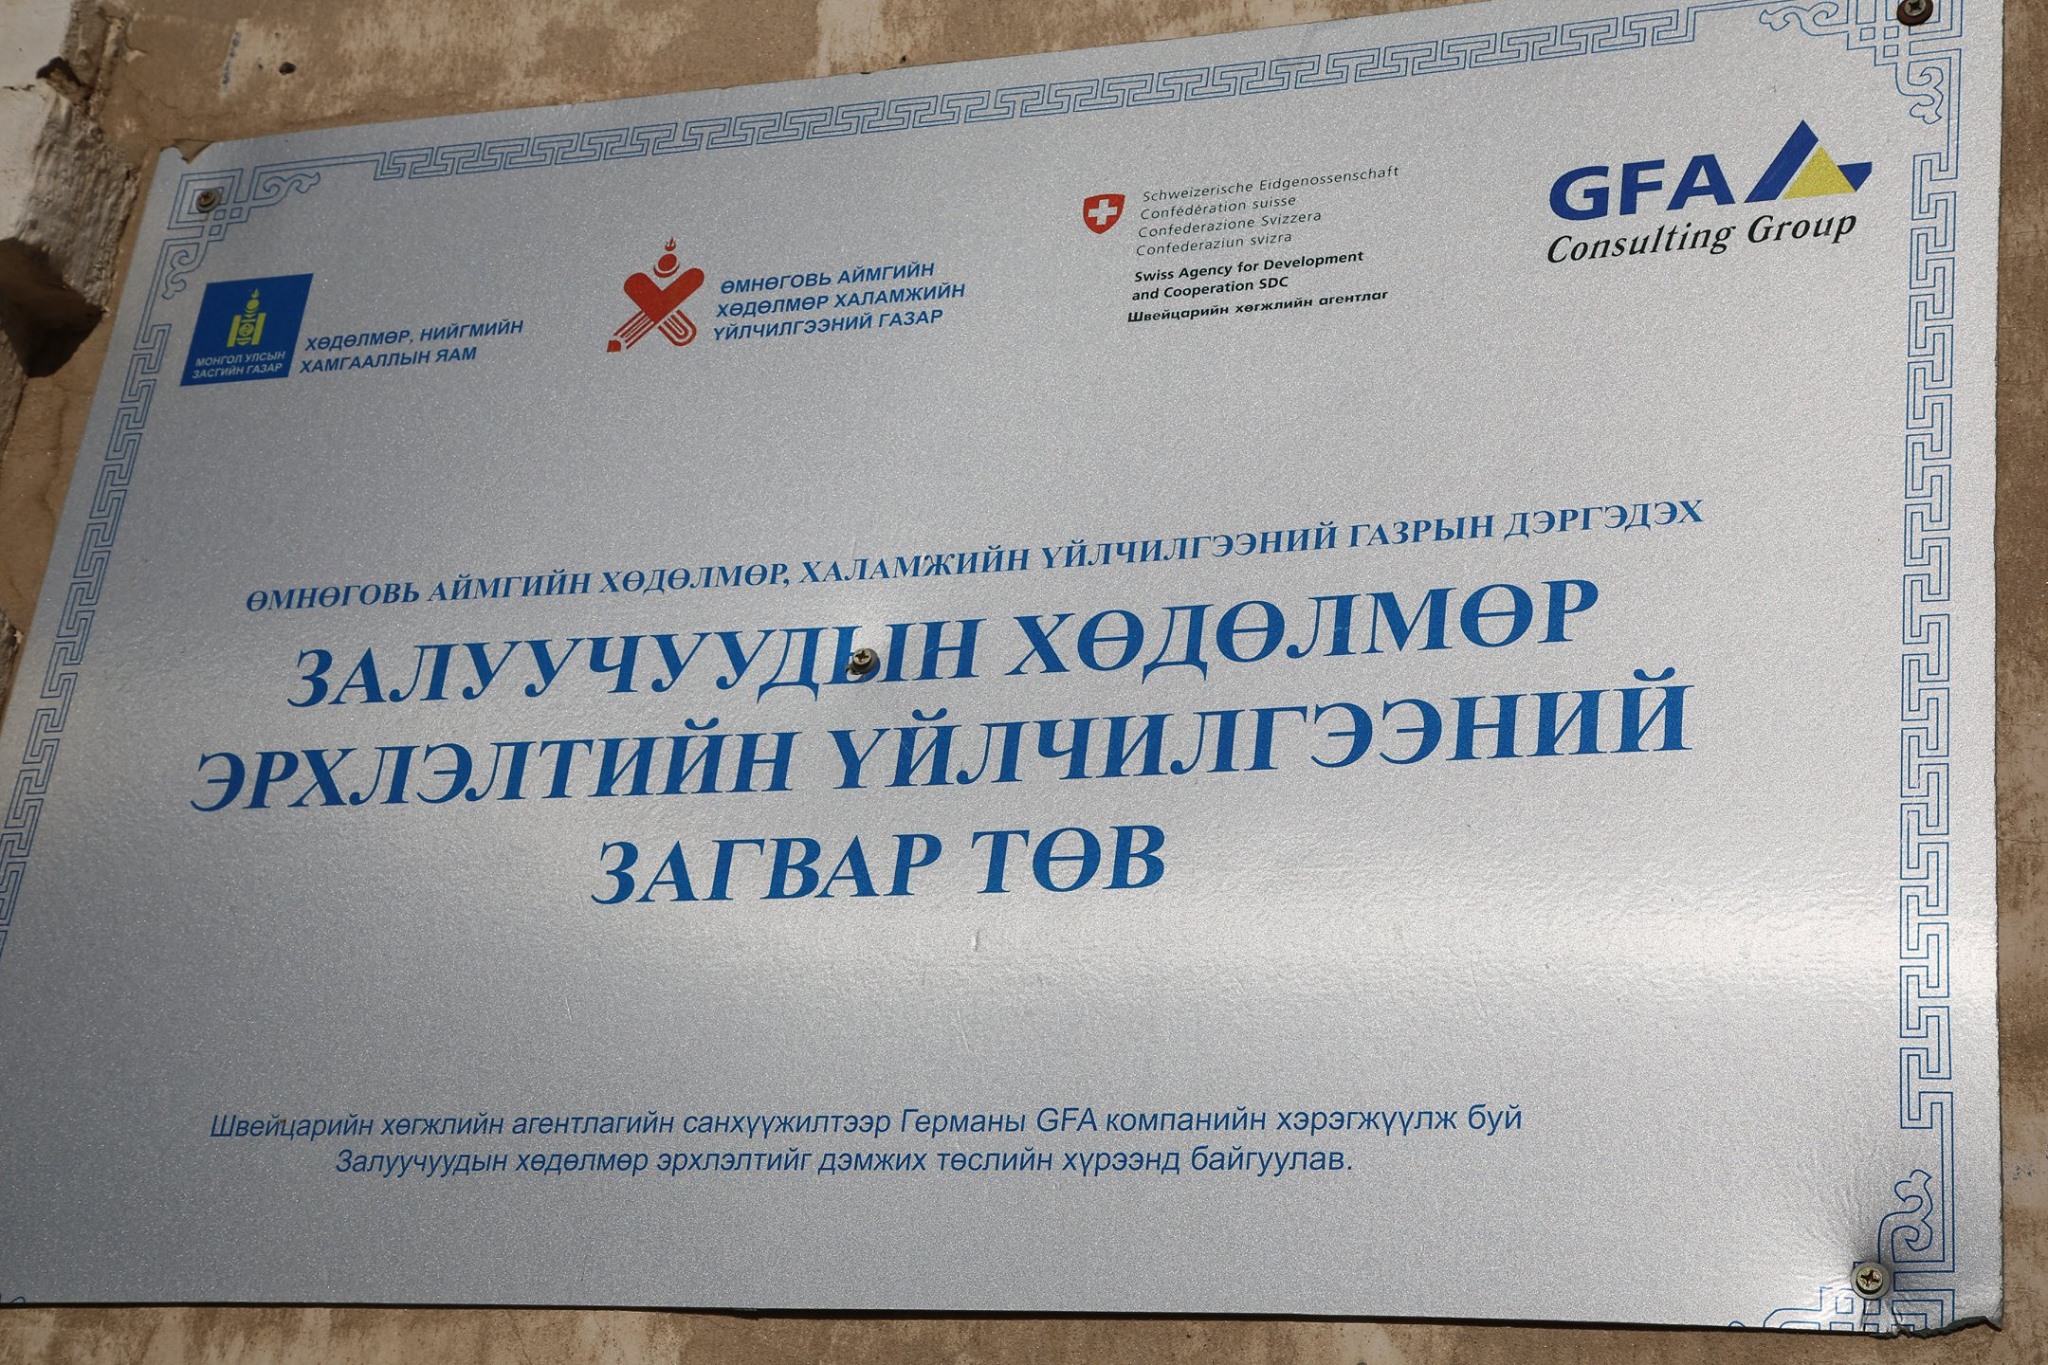 МОНГОЛ УЛСЫН
ЗАСГИЙН ГАЗАР
ХӨДӨЛМӨР, НИЙГМИЙН
ХАМГААЛЛЫН ЯАМ
ӨМНӨГОВЬ АЙМГИЙН
ХӨДӨЛМӨР ХАЛАМЖИЙН
ҮЙЛЧИЛГЭЭНИЙ ГАЗАР
Schweizerische Eidgenossenschaft
Confédération suisse
Confederazione Svizzera
Confederaziun svizra
Swiss Agency for Development
and Cooperation SDC
Швейцарийн хөгжлийн агентлаг
GFA
Consulting Group
ӨМНӨГОВЬ АЙМГИЙН ХӨДӨЛМӨР, ХАЛАМЖИЙН ҮЙЛЧИЛГЭЭНИЙ ГАЗРЫН ДЭРГЭДЭХ
ЗАЛУУЧУУДЫН ХӨДӨЛМӨР
ЭРХЛЭЛТИЙН ҮЙЛЧИЛГЭЭНИЙ
ЗАГВАР ТӨВ
Швейцарийн хөгжлийн агентлагийн санхүүжилтээр Германы GFA компанийн хэрэгжүүлж буй
Залуучуудын хөдөлмөр эрхлэлтийг дэмжих төслийн хүрээнд байгуулав.